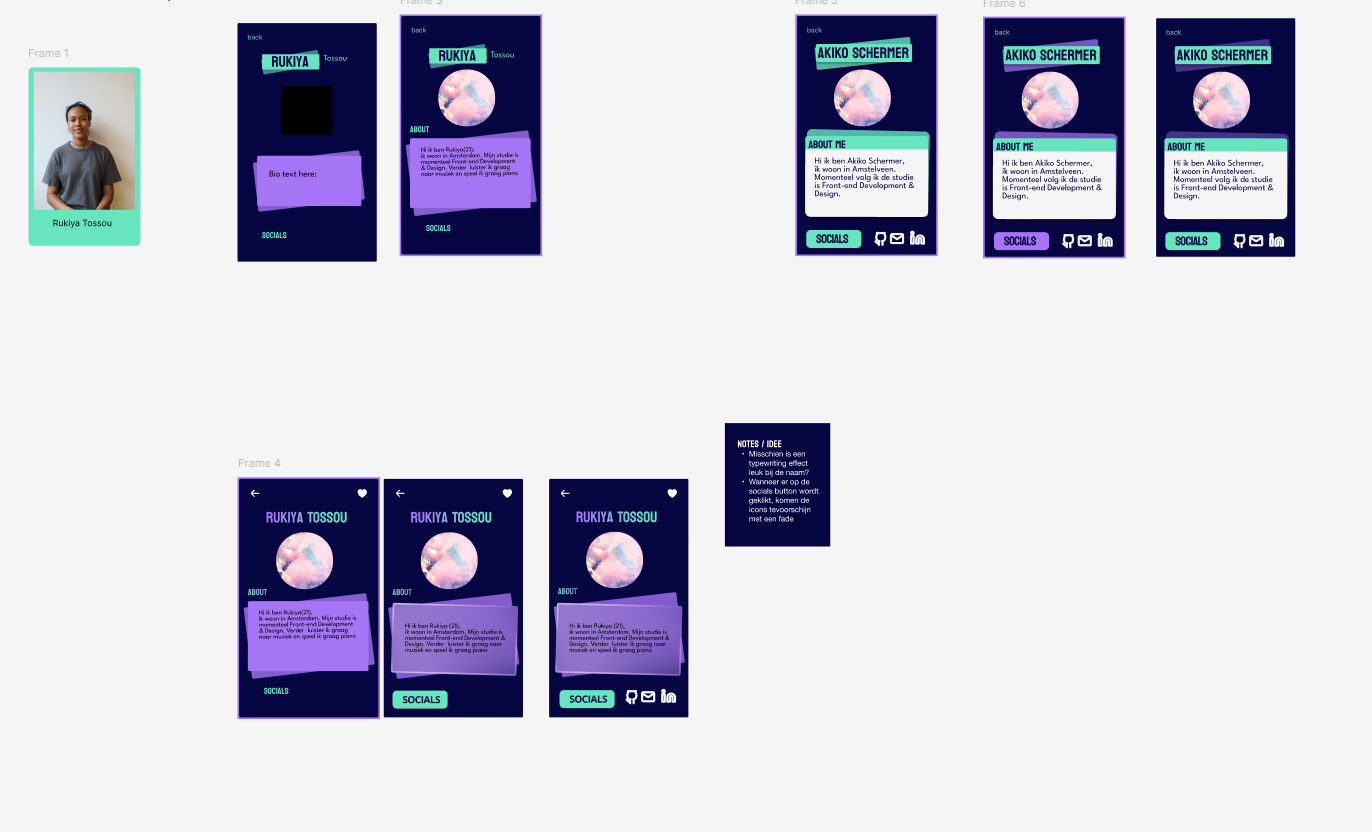 Frame 1
Rukiya Tossou
back
RUKIYA Tossou
Bio text here:
SOCIALS
Frame 3
back
RUKIYA Tossou
ABOUT
Hi ik ben Rukiya(21),
ik woon in Amsterdam. Mijn studie is
momenteel Front-end Development
& Design. Verder luister ik graag
naar muziek en speel ik graag piano
SOCIALS
Frame 5
back
AKIKO SCHERMER
ABOUT ME
Hi ik ben Akiko Schermer,
ik woon in Amstelveen.
Momenteel volg ik de studie
is Front-end Development &
Design.
SOCIALS
Frame 6
back
AKIKO SCHERMER
ABOUT ME
Hi ik ben Akiko Schermer,
ik woon in Amstelveen.
Momenteel volg ik de studie
is Front-end Development &
Design.
SOCIALS
back
AKIKO SCHERMER
ABOUT ME
Hi ik ben Akiko Schermer,
ik woon in Amstelveen.
Momenteel volg ik de studie
is Front-end Development &
Design.
SOCIALS
Frame 4
RUKIYA TOSSOU
ABOUT
Hi ik ben Rukiya(21),
ik woon in Amsterdam. Mijn studie is
momenteel Front-end Development
& Design. Verder luister ik graag
naar muziek en speel ik graag piano
SOCIALS
RUKIYA TOSSOU
ABOUT
Hi ik ben Rukiya (21),
ik woon in Amsterdam. Mijn studie is
momenteel Front-end Development &
Design. Verder luister ik graag naar
muziek en speel ik graag piano
SOCIALS
RUKIYA TOSSOU
ABOUT
Hi ik ben Rukiya (21),
ik woon in Amsterdam. Mijn studie is
momenteel Front-end Development &
Design. Verder luister ik graag naar
muziek en speel ik graag piano
SOCIALS
NOTES / IDEE
• Misschien is een
typewriting effect
leuk bij de naam?
• Wanneer er op de
socials button wordt
geklikt, komen de
icons tevoorschijn
met een fade